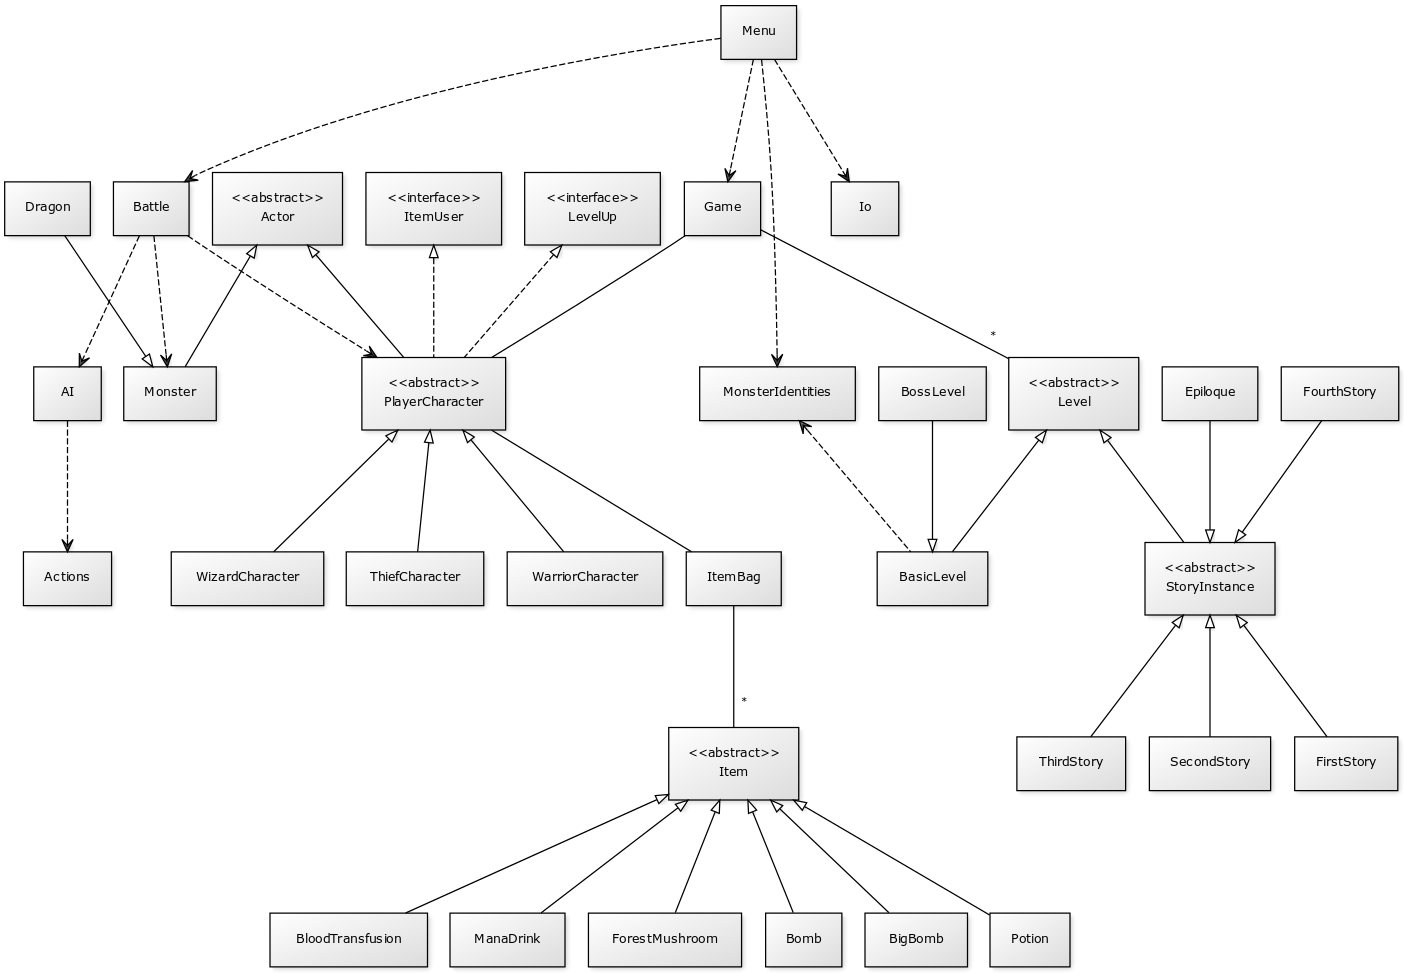 Menu
Dragon
Battle
<<abstract>>
Actor
<<interface>>
ItemUser
<<interface>>
LevelUp
Game
Io
*
AI
Monster
<<abstract>>
PlayerCharacter
MonsterIdentities
BossLevel
<<abstract>>
Level
Epiloque
FourthStory
Actions
WizardCharacter
ThiefCharacter
WarriorCharacter
ItemBag
BasicLevel
<<abstract>>
StoryInstance
*
<<abstract>>
Item
ThirdStory
SecondStory
FirstStory
BloodTransfusion
ManaDrink
ForestMushroom
Bomb
BigBomb
Potion